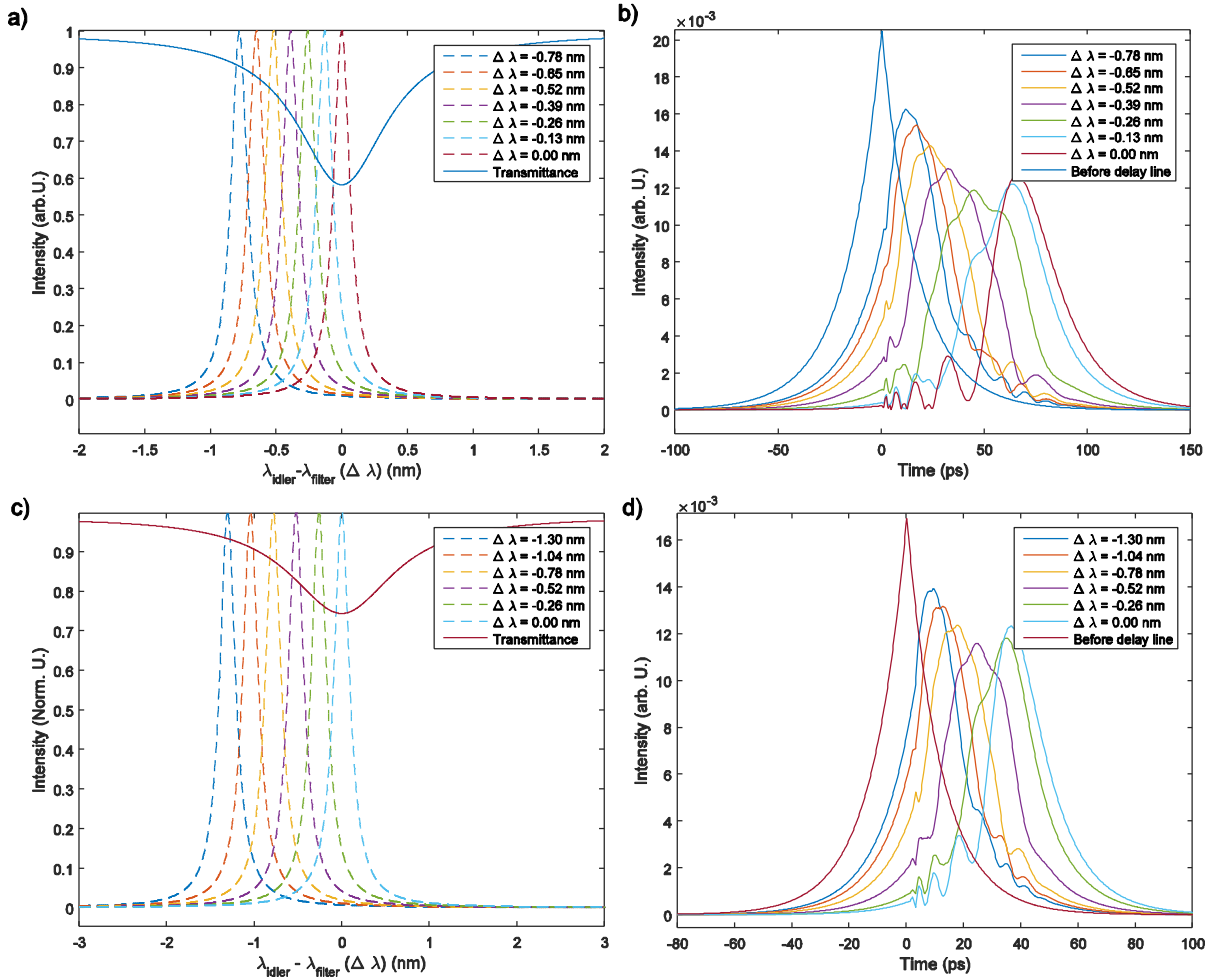 a)
Intensity (arb.U.)
1
0.9
0.8
0.7
0.6
0.5
0.4
0.3
0.2
0.1
0
-2
-1.5
-1
-0.5
0
0.5
1
1.5
2
λidler-λfilter (Δ λ) (nm)
Δ λ = -0.78 nm
Δ λ = -0.65 nm
Δ λ = -0.52 nm
Δ λ = -0.39 nm
Δ λ = -0.26 nm
Δ λ = -0.13 nm
Δ λ = 0.00 nm
Transmittance
b)
×10-3
Intensity (arb. U.)
20
18
16
14
12
10
8
6
4
2
0
-100
-50
0
50
100
150
Time (ps)
Δ λ = -0.78 nm
Δ λ = -0.65 nm
Δ λ = -0.52 nm
Δ λ = -0.39 nm
Δ λ = -0.26 nm
Δ λ = -0.13 nm
Δ λ = 0.00 nm
Before delay line
c)
Intensity (Norm. U.)
0.9
0.8
0.7
0.6
0.5
0.4
0.3
0.2
0.1
0
-3
-2
-1
0
1
2
3
λidler - λfilter (Δ λ) (nm)
Δ λ = -1.30 nm
Δ λ = -1.04 nm
Δ λ = -0.78 nm
Δ λ = -0.52 nm
Δ λ = -0.26 nm
Δ λ = 0.00 nm
Transmittance
d)
×10-3
Intensity (arb. U.)
16
14
12
10
8
6
4
2
0
-80
-60
-40
-20
0
20
40
60
80
100
Time (ps)
Δ λ = -1.30 nm
Δ λ = -1.04 nm
Δ λ = -0.78 nm
Δ λ = -0.52 nm
Δ λ = -0.26 nm
Δ λ = 0.00 nm
Before delay line